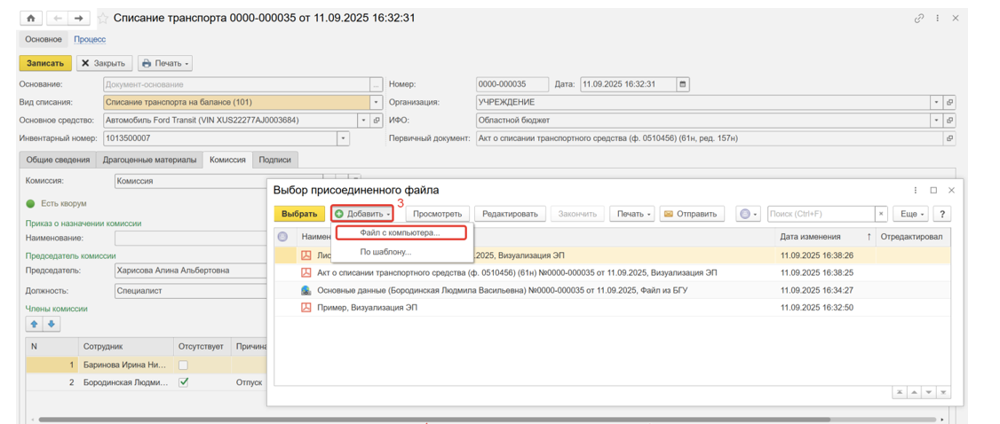 Списание транспорта 0000-000035 от 11.09.2025 16:32:31
Основное Процесс
Записать Закрыть Печать
Основание: Документ-основание ... Номер: 0000-000035 Дата: 11.09.2025 16:32:31
Вид списания: Списание транспорта на балансе (101) Организация: УЧРЕЖДЕНИЕ
Основное средство: Автомобиль Ford Transit (VIN XUS22277AJ0003684) ИФО: Областной бюджет
Инвентарный номер: 1013500007 Первичный документ: Акт о списании транспортного средства (ф. 0510456) (61н, ред. 157н)
Общие сведения Драгоценные материалы Комиссия Подписи
Комиссия: Комиссия
Есть кворум
Приказ о назначении комиссии
Наименование:
Председатель комиссии
Председатель: Харисова Алина Альбертовна
Должность: Специалист
Члены комиссии
N Сотрудник Отсутствует Причина
1 Баринова Ирина Ни...
2 Бородинская Людми... Отпуск
Выбор присоединенного файла
3
Выбрать Добавить Просмотреть Редактировать Закончить Печать Отправить Поиск (Ctrl+F) × Еще ?
Файл с компьютера...
По шаблону...
Наимен Дата изменения ↑ Отредактировал
Лис .2025, Визуализация ЭП 11.09.2025 16:38:26
Акт о списании транспортного средства (ф. 0510456) (61н) №0000-000035 от 11.09.2025, Визуализация ЭП 11.09.2025 16:38:25
Основные данные (Бородинская Людмила Васильевна) №0000-000035 от 11.09.2025, Файл из БГУ 11.09.2025 16:34:27
Пример, Визуализация ЭП 11.09.2025 16:32:50